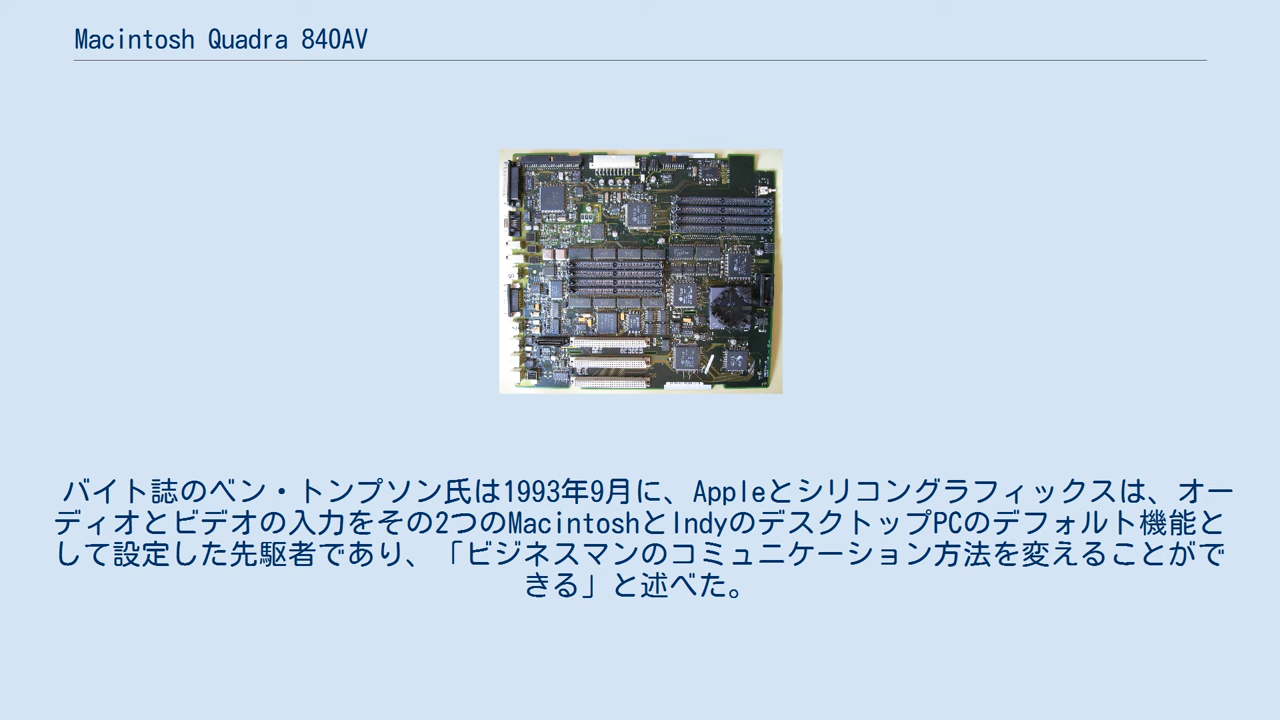 Macintosh Quadra 840AV
バイト誌のベン・トンプソン氏は1993年9月に、Appleとシリコングラフィックスは、オー
ディオとビデオの入力をその2つのMacintoshとIndyのデスクトップPCのデフォルト機能と
して設定した先駆者であり、「ビジネスマンのコミュニケーション方法を変えることがで
きる」と述べた。